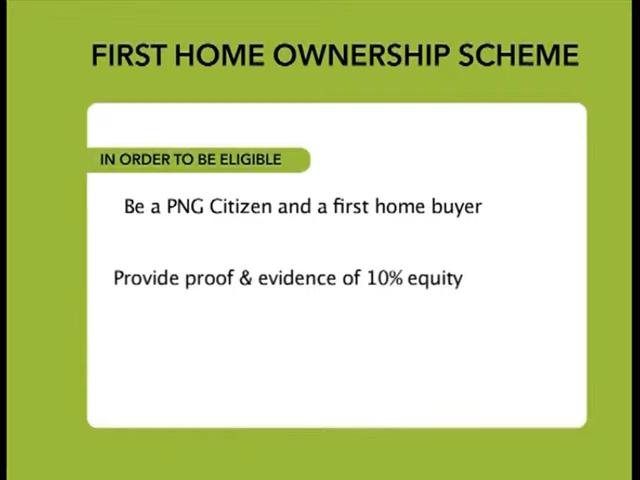 FIRST HOME OWNERSHIP SCHEME
IN ORDER TO BE ELIGIBLE
Be a PNG Citizen and a first home buyer
Provide proof & evidence of 10% equity